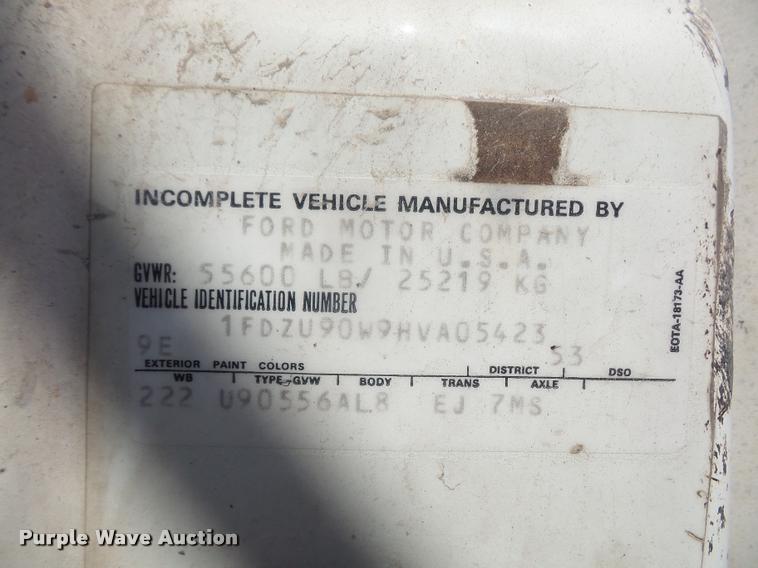 INCOMPLETE VEHICLE MANUFACTURED BY
FORD MOTOR COMPANY
MADE IN U.S.A.
GVWR: 55600 LB/ 25219 KG
VEHICLE IDENTIFICATION NUMBER
1FDZU90W9HVA05423
9E 53
EXTERIOR PAINT COLORS DISTRICT DSO
WB TYPE-GVW BODY TRANS AXLE
222 U90556AL8 EJ 7MS
EOTA-18173-AA
Purple Wave Auction